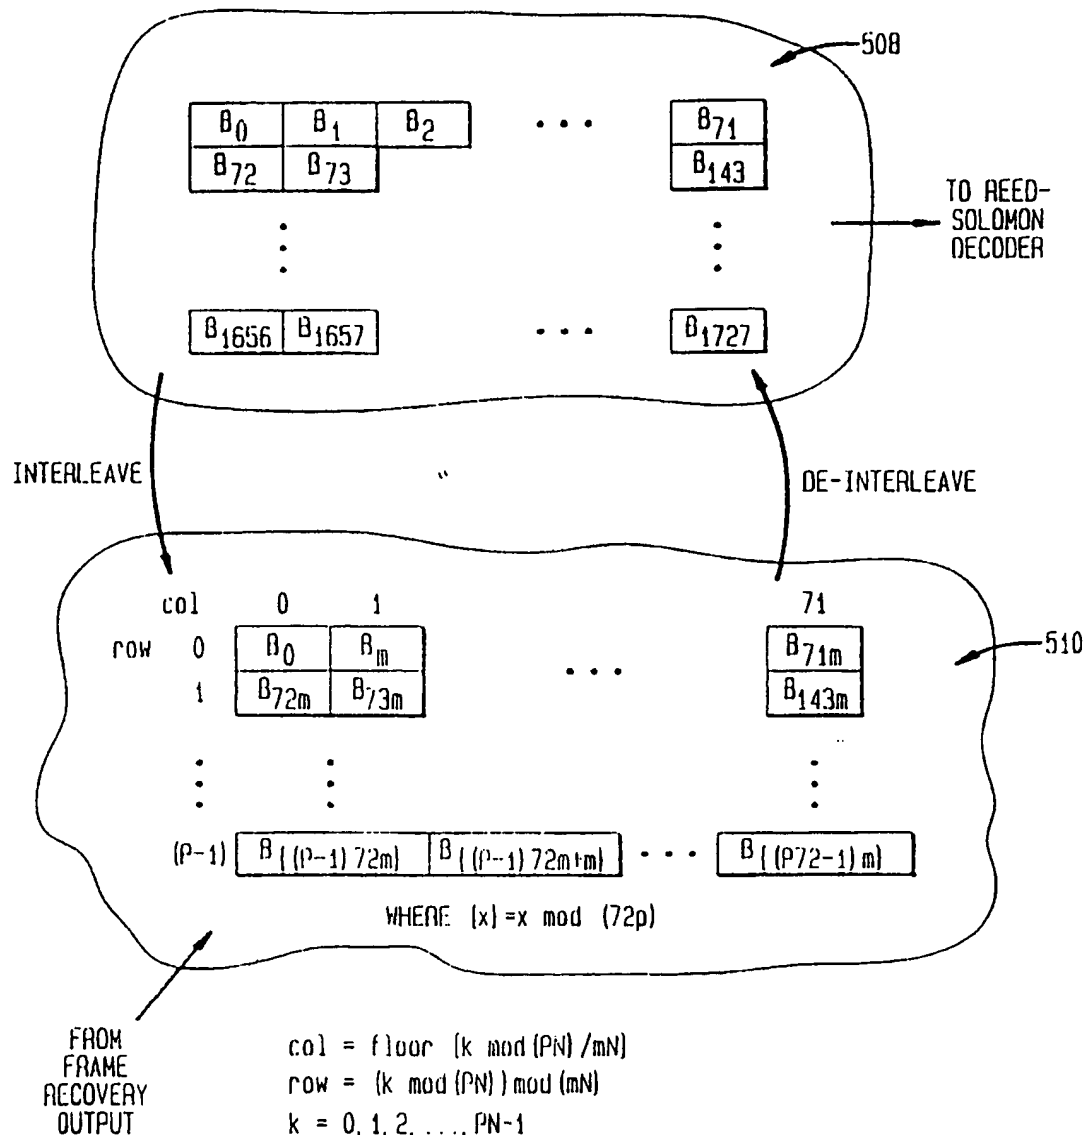 508
B0 B1 B2 • • • B71
B72 B73 B143
TO REED-
SOLOMON
DECODER
B1656 B1657 • • • B1727
INTERLEAVE
DE-INTERLEAVE
col 0 1 71
row 0 B0 Bm • • • B71m
510
1 B72m B73m B143m
(P-1) B{(P-1)72m} B{(P-1)72m+m} • • • B{(P72-1)m}
WHERE {x}=x mod (72p)
FROM
FRAME
RECOVERY
OUTPUT
col = floor [k mod(PN)/mN]
row = (k mod(PN))mod(mN)
k = 0,1,2,...,PN-1